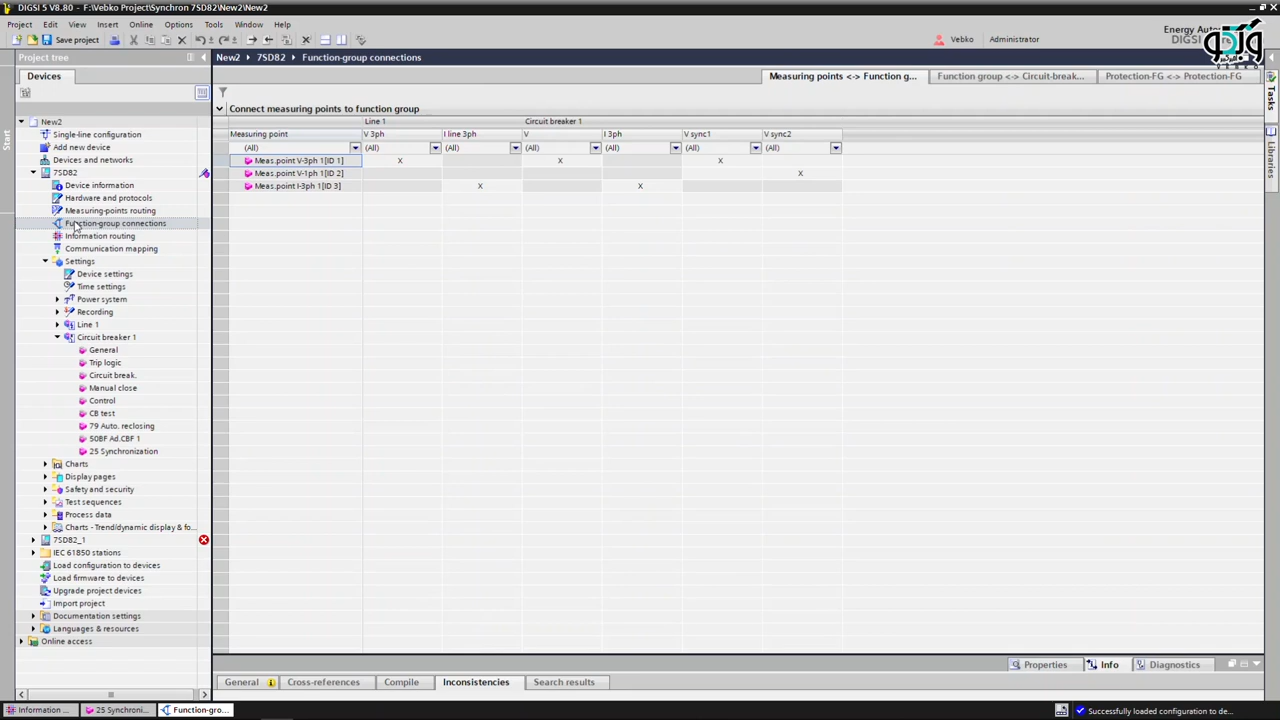 DIGSI 5 V8.80 - F:\Vebko Project\Synchron 7SD82\New2\New2
Project Edit View Insert Online Options Tools Window Help
Energy Auto
DIGSI
وبکو
VEBKO
Save project
Vebko Administrator
Project tree
New2 7SD82 Function-group connections
Devices
Measuring points <-> Function g... Function group <-> Circuit-break... Protection-FG <-> Protection-FG
Start
Tasks
Libraries
Connect measuring points to function group
Line 1 Circuit breaker 1
Measuring point V 3ph I line 3ph V I 3ph V sync1 V sync2
(All) (All) (All) (All) (All) (All) (All)
Meas.point V-3ph 1[ID 1] X X X
Meas.point V-1ph 1[ID 2] X
Meas.point I-3ph 1[ID 3] X X
New2
Single-line configuration
Add new device
Devices and networks
7SD82
Device information
Hardware and protocols
Measuring-points routing
Function-group connections
Information routing
Communication mapping
Settings
Device settings
Time settings
Power system
Recording
Line 1
Circuit breaker 1
General
Trip logic
Circuit break.
Manual close
Control
CB test
79 Auto. reclosing
50BF Ad.CBF 1
25 Synchronization
Charts
Display pages
Safety and security
Test sequences
Process data
Charts - Trend/dynamic display & fo...
7SD82_1
IEC 61850 stations
Load configuration to devices
Load firmware to devices
Upgrade project devices
Import project
Documentation settings
Languages & resources
Online access
Properties Info Diagnostics
General Cross-references Compile Inconsistencies Search results
Information ... 25 Synchroni... Function-gro...
Successfully loaded configuration to de...